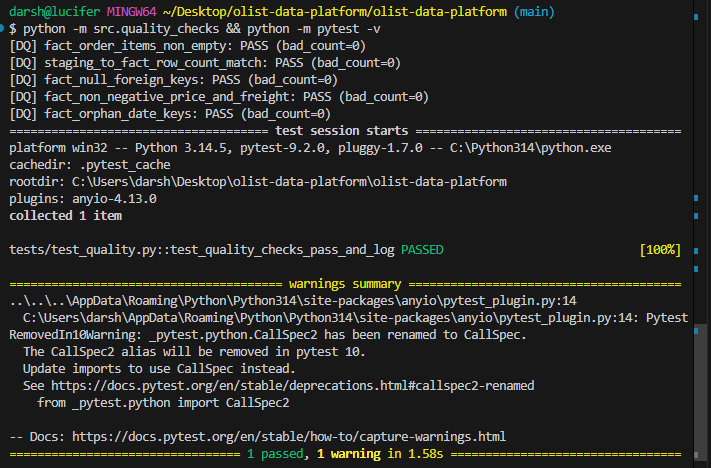 darsh@lucifer MINGW64 ~/Desktop/olist-data-platform/olist-data-platform (main)
$ python -m src.quality_checks && python -m pytest -v
[DQ] fact_order_items_non_empty: PASS (bad_count=0)
[DQ] staging_to_fact_row_count_match: PASS (bad_count=0)
[DQ] fact_null_foreign_keys: PASS (bad_count=0)
[DQ] fact_non_negative_price_and_freight: PASS (bad_count=0)
[DQ] fact_orphan_date_keys: PASS (bad_count=0)
===================================== test session starts ======================================
platform win32 -- Python 3.14.5, pytest-9.2.0, pluggy-1.7.0 -- C:\Python314\python.exe
cachedir: .pytest_cache
rootdir: C:\Users\darsh\Desktop\olist-data-platform\olist-data-platform
plugins: anyio-4.13.0
collected 1 item

tests/test_quality.py::test_quality_checks_pass_and_log PASSED                            [100%]

======================================= warnings summary =======================================
..\..\..\AppData\Roaming\Python\Python314\site-packages\anyio\pytest_plugin.py:14
  C:\Users\darsh\AppData\Roaming\Python\Python314\site-packages\anyio\pytest_plugin.py:14: Pytest
RemovedIn10Warning: _pytest.python.CallSpec2 has been renamed to CallSpec.
  The CallSpec2 alias will be removed in pytest 10.
  Update imports to use CallSpec instead.
  See https://docs.pytest.org/en/stable/deprecations.html#callspec2-renamed
    from _pytest.python import CallSpec2

-- Docs: https://docs.pytest.org/en/stable/how-to/capture-warnings.html
================================= 1 passed, 1 warning in 1.58s =================================